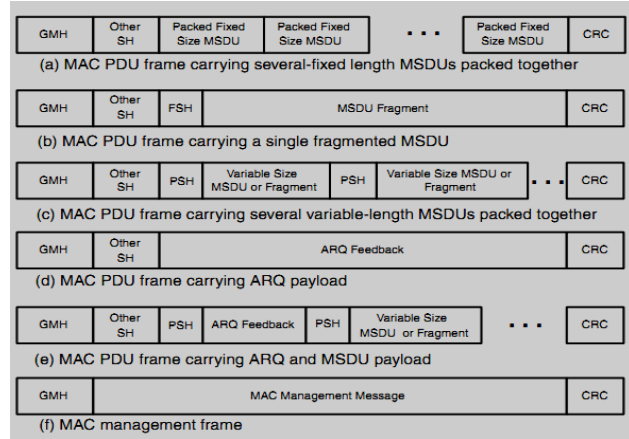 GMH Other SH Packed Fixed Size MSDU Packed Fixed Size MSDU ... Packed Fixed Size MSDU CRC
(a) MAC PDU frame carrying several-fixed length MSDUs packed together
GMH Other SH FSH MSDU Fragment CRC
(b) MAC PDU frame carrying a single fragmented MSDU
GMH Other SH PSH Variable Size MSDU or Fragment PSH Variable Size MSDU or Fragment ... CRC
(c) MAC PDU frame carrying several variable-length MSDUs packed together
GMH Other SH ARQ Feedback CRC
(d) MAC PDU frame carrying ARQ payload
GMH Other SH PSH ARQ Feedback PSH Variable Size MSDU or Fragment ... CRC
(e) MAC PDU frame carrying ARQ and MSDU payload
GMH MAC Management Message CRC
(f) MAC management frame